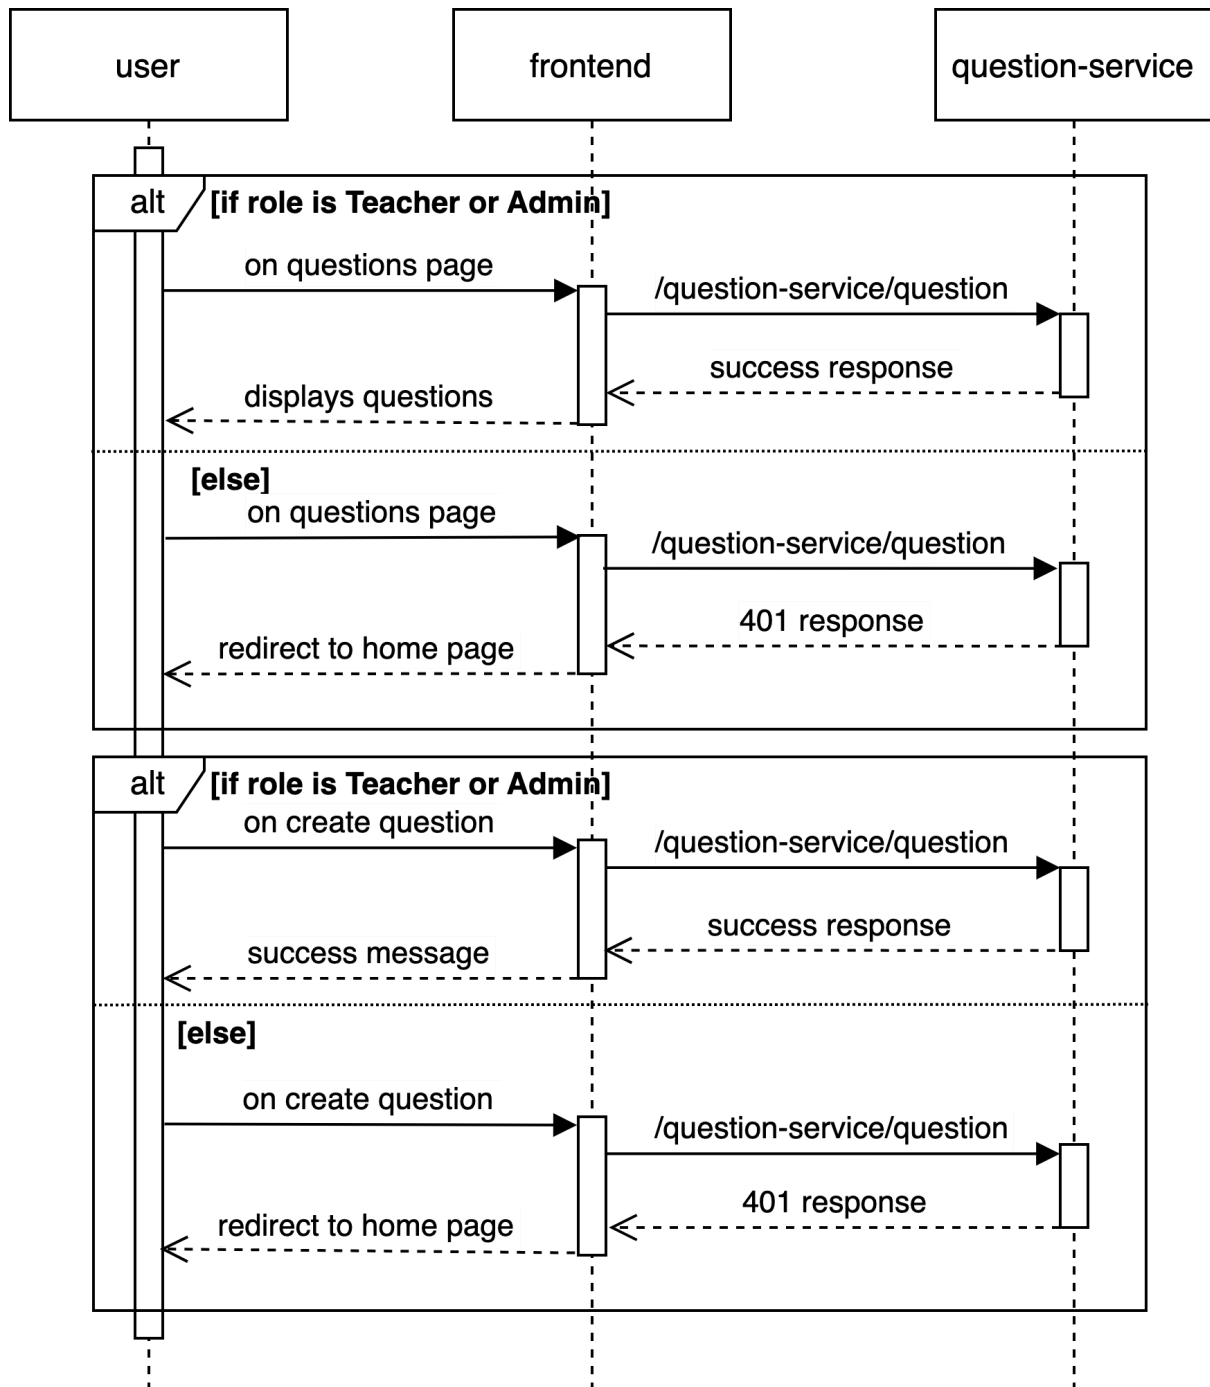 user
frontend
question-service
alt
[if role is Teacher or Admin]
on questions page
/question-service/question
success response
displays questions
[else]
on questions page
/question-service/question
401 response
redirect to home page
alt
[if role is Teacher or Admin]
on create question
/question-service/question
success response
success message
[else]
on create question
/question-service/question
401 response
redirect to home page